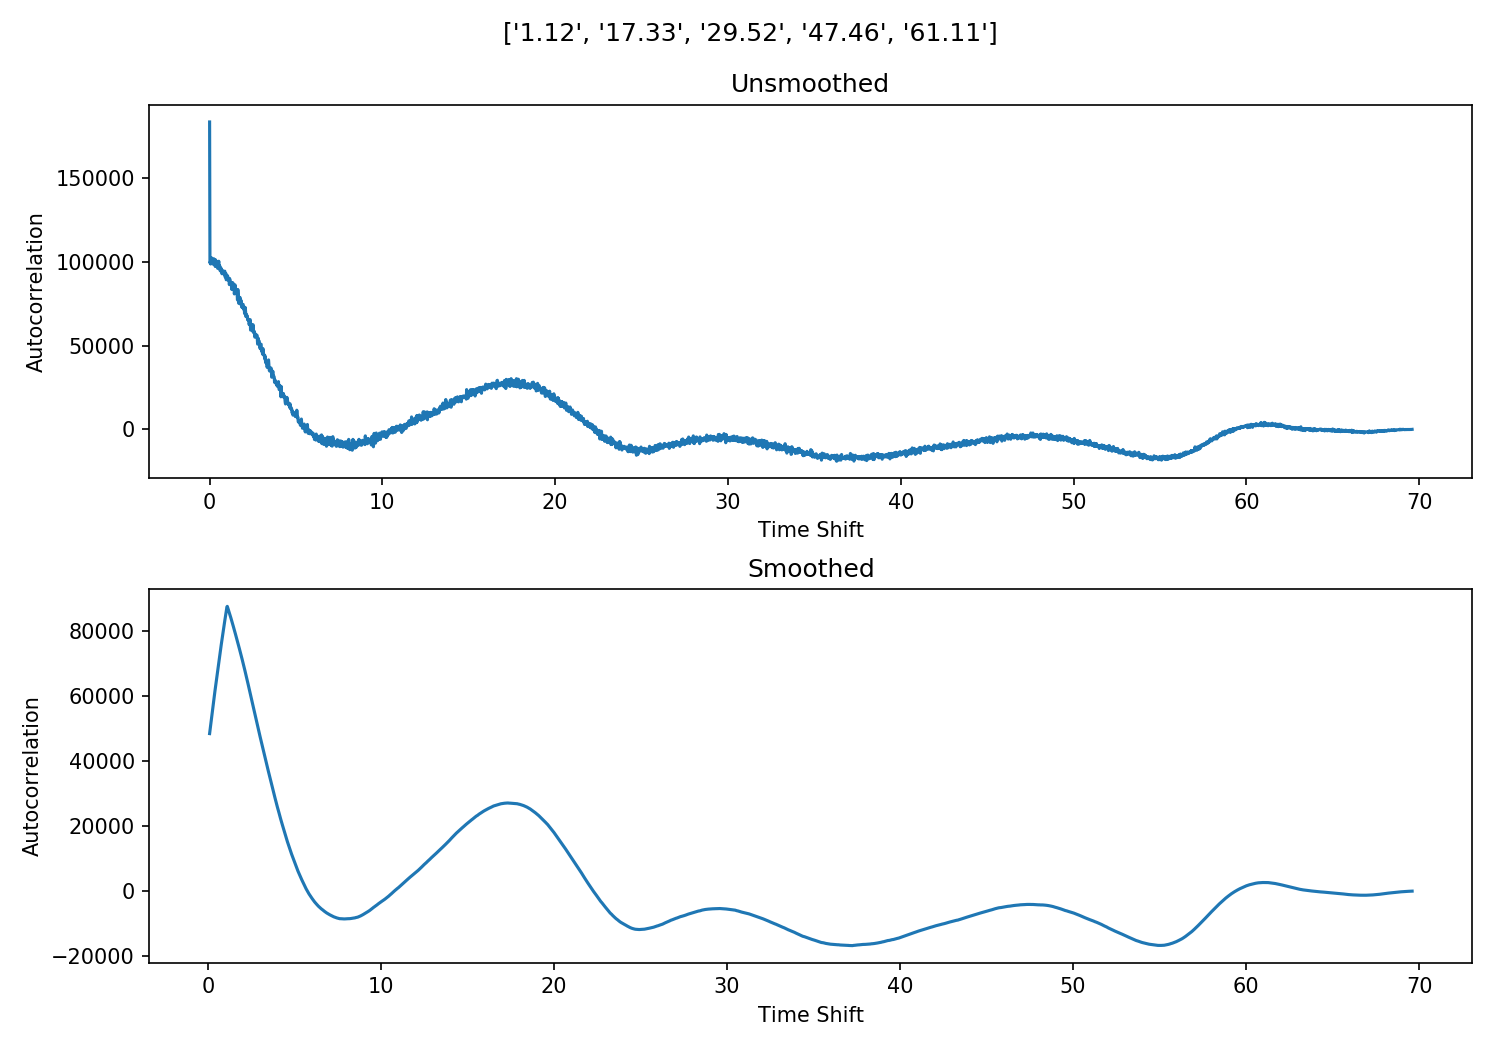 ['1.12', '17.33', '29.52', '47.46', '61.11']
Unsmoothed
Autocorrelation
150000
100000
50000
0
0 10 20 30 40 50 60 70
Time Shift
Smoothed
Autocorrelation
80000
60000
40000
20000
0
−20000
0 10 20 30 40 50 60 70
Time Shift